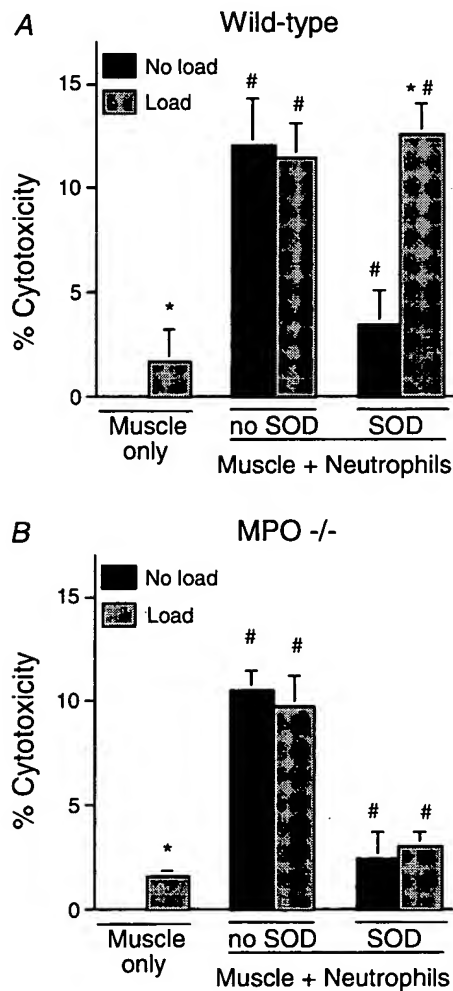 A
Wild-type
No load
Load
15
10
5
0
% Cytotoxicity
# # * #
* #
Muscle only
no SOD SOD
Muscle + Neutrophils
B
MPO -/-
No load
Load
15
10
5
0
% Cytotoxicity
# #
* # #
Muscle only
no SOD SOD
Muscle + Neutrophils